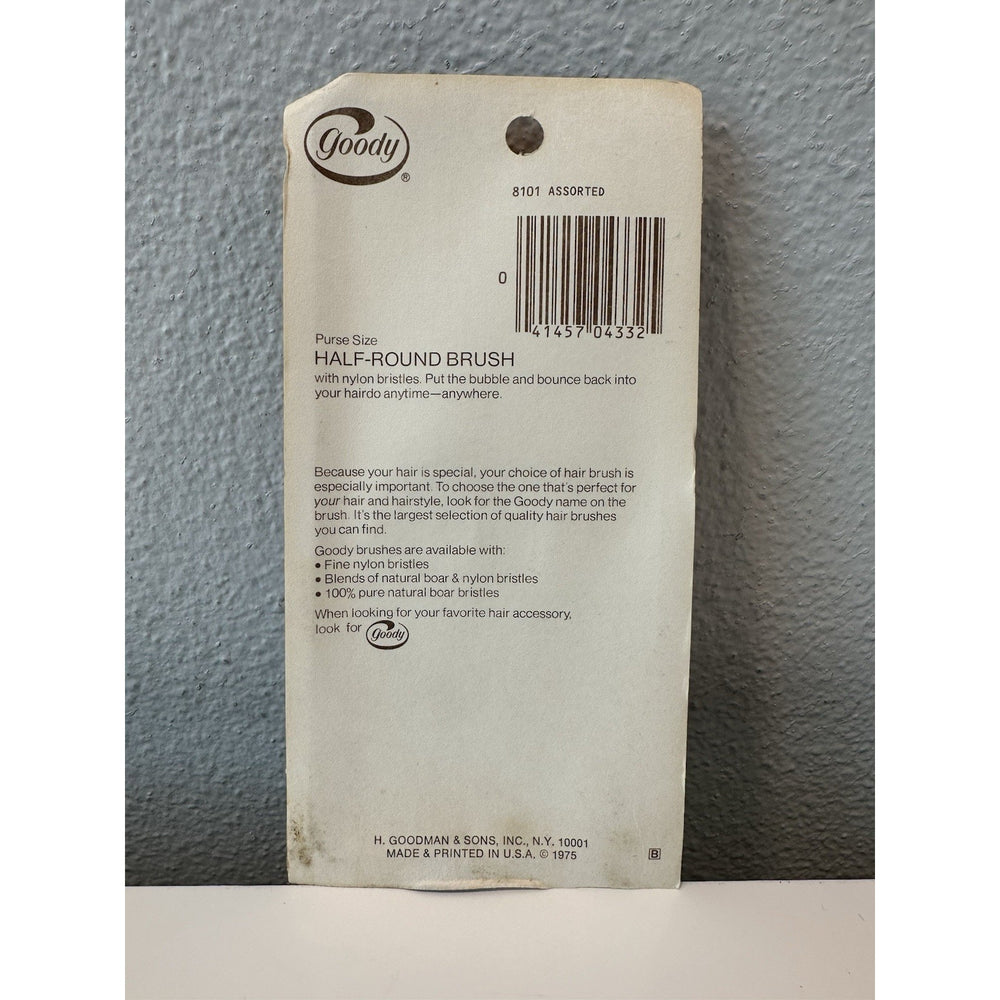 goody®
8101 ASSORTED
0 41457 04332
Purse Size
HALF-ROUND BRUSH
with nylon bristles. Put the bubble and bounce back into
your hairdo anytime—anywhere.
Because your hair is special, your choice of hair brush is
especially important. To choose the one that's perfect for
your hair and hairstyle, look for the Goody name on the
brush. It's the largest selection of quality hair brushes
you can find.
Goody brushes are available with:
• Fine nylon bristles
• Blends of natural boar & nylon bristles
• 100% pure natural boar bristles
When looking for your favorite hair accessory,
look for goody
H. GOODMAN & SONS, INC., N.Y. 10001
MADE & PRINTED IN U.S.A. © 1975
B